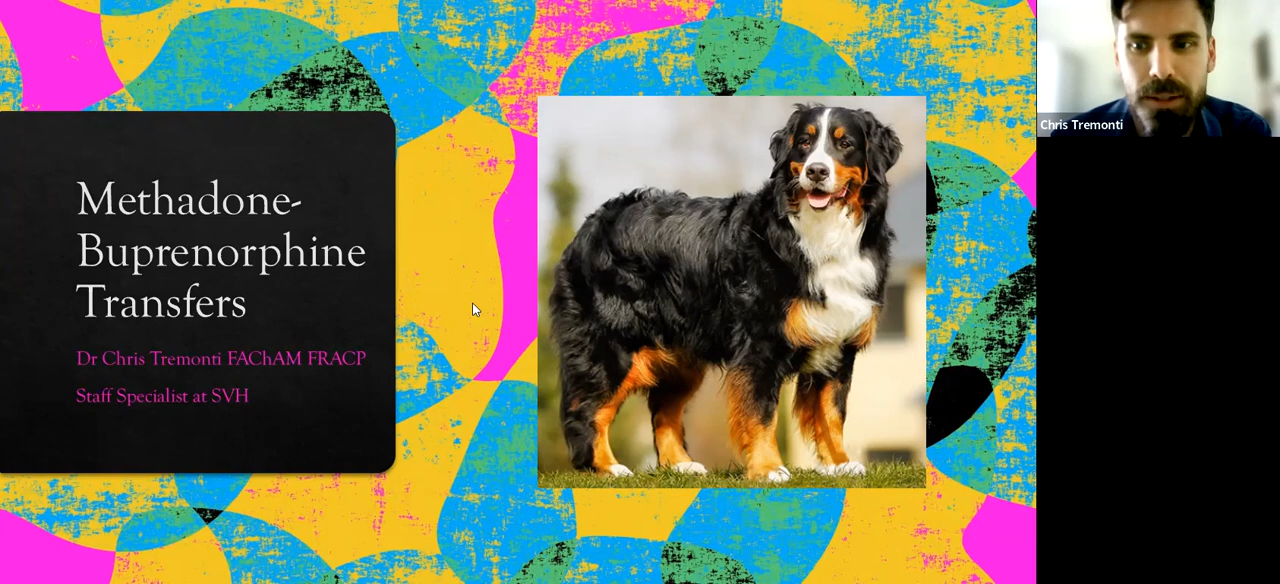 Methadone-
Buprenorphine
Transfers
Dr Chris Tremonti FAChAM FRACP
Staff Specialist at SVH
Chris Tremonti